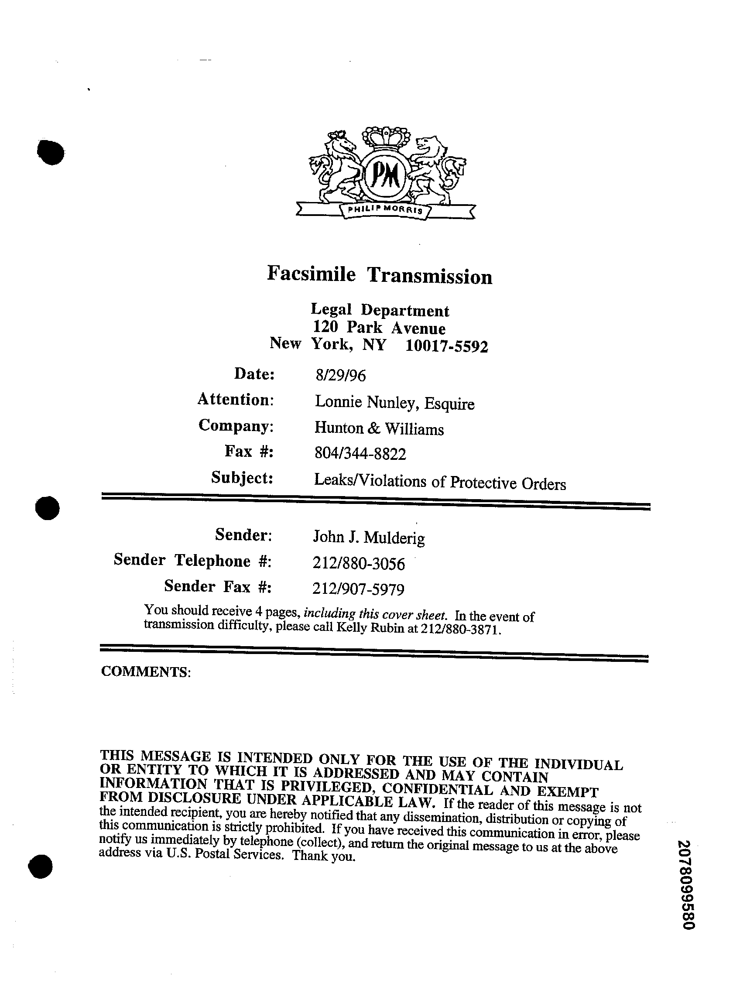 PM
PHILIP MORRIS
Facsimile Transmission
Legal Department
120 Park Avenue
New York, NY 10017-5592
Date: 8/29/96
Attention: Lonnie Nunley, Esquire
Company: Hunton & Williams
Fax #: 804/344-8822
Subject: Leaks/Violations of Protective Orders
Sender: John J. Mulderig
Sender Telephone #: 212/880-3056
Sender Fax #: 212/907-5979
You should receive 4 pages, including this cover sheet. In the event of
transmission difficulty, please call Kelly Rubin at 212/880-3871.
COMMENTS:
THIS MESSAGE IS INTENDED ONLY FOR THE USE OF THE INDIVIDUAL
OR ENTITY TO WHICH IT IS ADDRESSED AND MAY CONTAIN
INFORMATION THAT IS PRIVILEGED, CONFIDENTIAL AND EXEMPT
FROM DISCLOSURE UNDER APPLICABLE LAW. If the reader of this message is not
the intended recipient, you are hereby notified that any dissemination, distribution or copying of
this communication is strictly prohibited. If you have received this communication in error, please
notify us immediately by telephone (collect), and return the original message to us at the above
address via U.S. Postal Services. Thank you.
2078099580